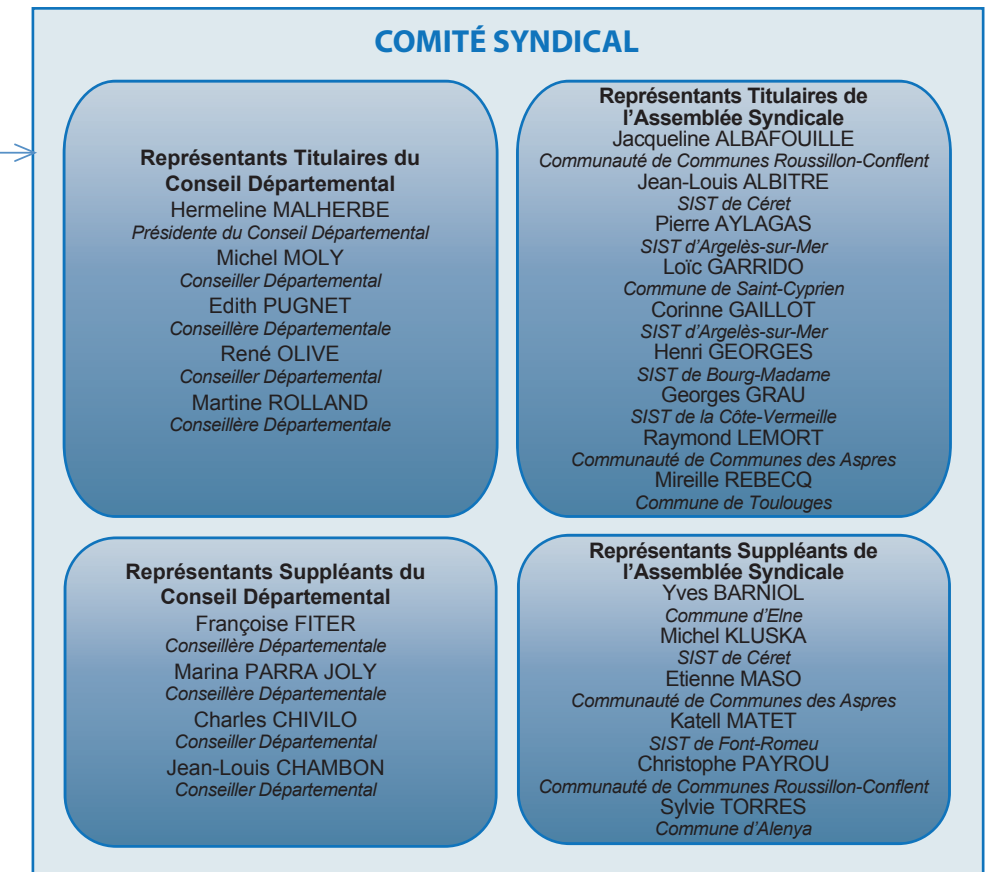 COMITÉ SYNDICAL
Représentants Titulaires du
Conseil Départemental
Hermeline MALHERBE
Présidente du Conseil Départemental
Michel MOLY
Conseiller Départemental
Edith PUGNET
Conseillère Départementale
René OLIVE
Conseiller Départemental
Martine ROLLAND
Conseillère Départementale
Représentants Titulaires de
l'Assemblée Syndicale
Jacqueline ALBAFOUILLE
Communauté de Communes Roussillon-Conflent
Jean-Louis ALBITRE
SIST de Céret
Pierre AYLAGAS
SIST d'Argelès-sur-Mer
Loïc GARRIDO
Commune de Saint-Cyprien
Corinne GAILLOT
SIST d'Argelès-sur-Mer
Henri GEORGES
SIST de Bourg-Madame
Georges GRAU
SIST de la Côte-Vermeille
Raymond LEMORT
Communauté de Communes des Aspres
Mireille REBECQ
Commune de Toulouges
Représentants Suppléants du
Conseil Départemental
Françoise FITER
Conseillère Départementale
Marina PARRA JOLY
Conseillère Départementale
Charles CHIVILO
Conseiller Départemental
Jean-Louis CHAMBON
Conseiller Départemental
Représentants Suppléants de
l'Assemblée Syndicale
Yves BARNIOL
Commune d'Elne
Michel KLUSKA
SIST de Céret
Etienne MASO
Communauté de Communes des Aspres
Katell MATET
SIST de Font-Romeu
Christophe PAYROU
Communauté de Communes Roussillon-Conflent
Sylvie TORRES
Commune d'Alenya